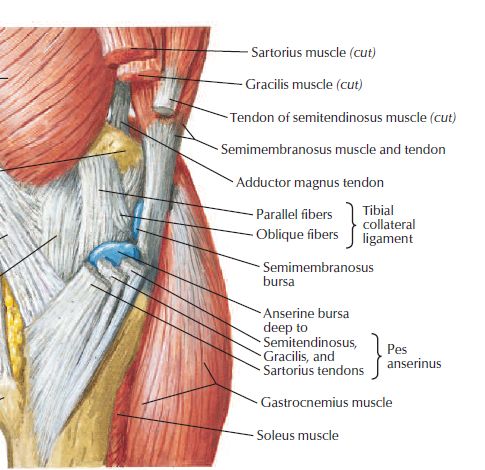 Sartorius muscle (cut)
Gracilis muscle (cut)
Tendon of semitendinosus muscle (cut)
Semimembranosus muscle and tendon
Adductor magnus tendon
Parallel fibers
Oblique fibers
Tibial
collateral
ligament
Semimembranosus
bursa
Anserine bursa
deep to
Semitendinosus,
Gracilis, and
Sartorius tendons
Pes
anserinus
Gastrocnemius muscle
Soleus muscle